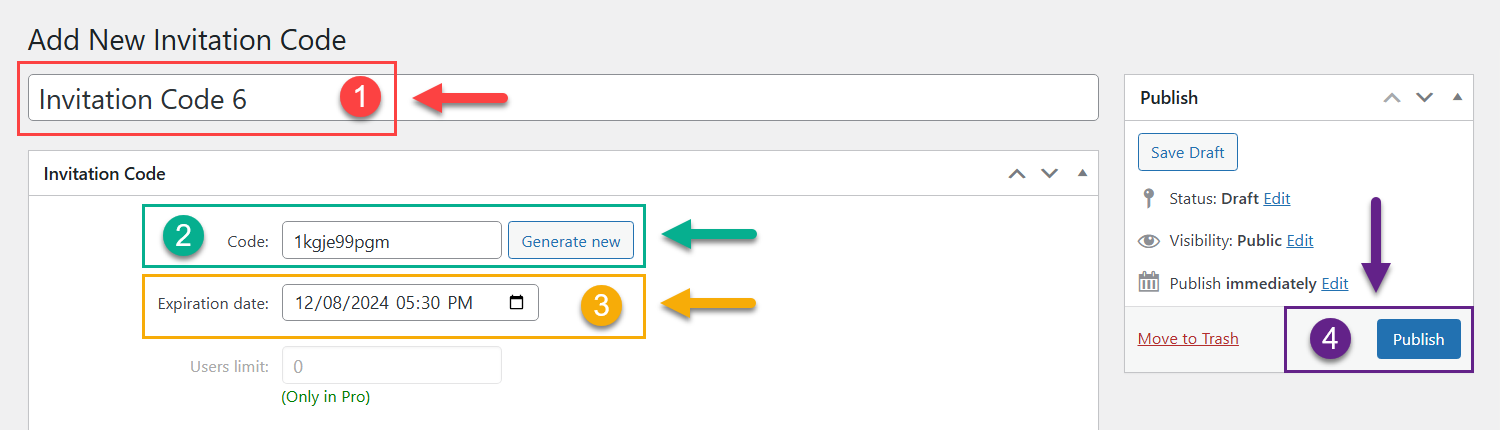 Add New Invitation Code
Invitation Code 6
1
Invitation Code
2
Code: 1kgje99pgm Generate new
Expiration date: 12/08/2024 05:30 PM
3
Users limit: 0
(Only in Pro)
Publish
Save Draft
Status: Draft Edit
Visibility: Public Edit
Publish immediately Edit
Move to Trash
4
Publish